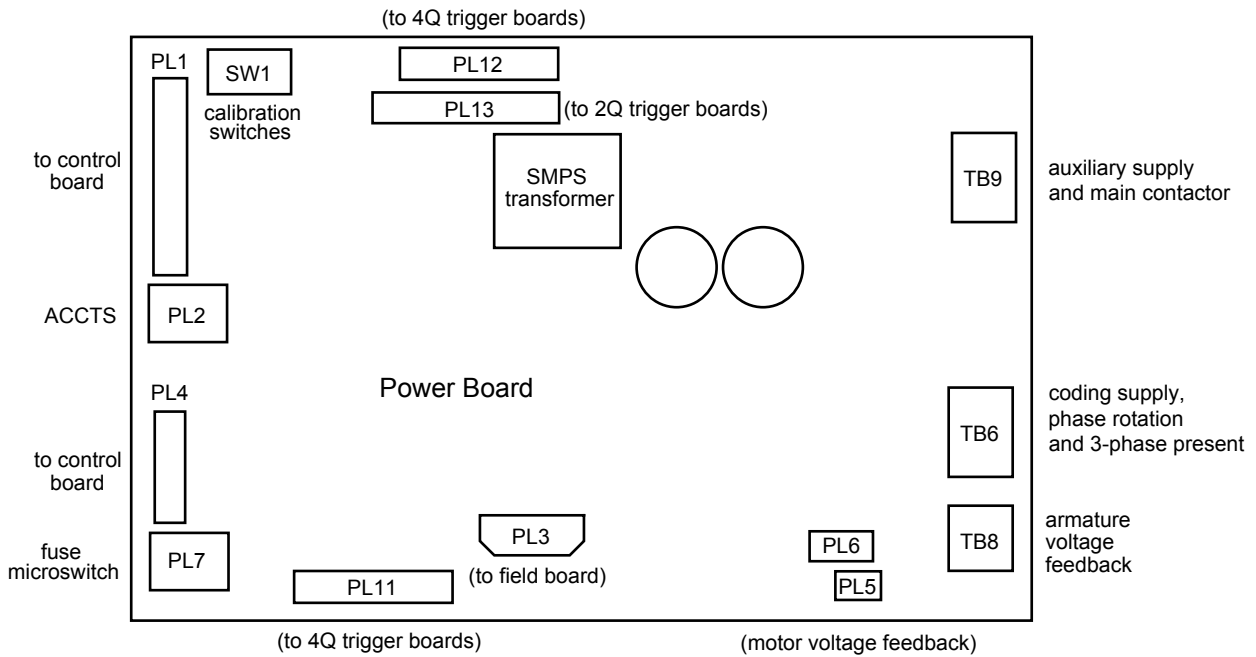 (to 4Q trigger boards)
PL1
SW1
PL12
calibration
switches
PL13
(to 2Q trigger boards)
to control
board
SMPS
transformer
TB9
auxiliary supply
and main contactor
ACCTS
PL2
Power Board
PL4
coding supply,
phase rotation
and 3-phase present
TB6
to control
board
fuse
microswitch
PL7
PL3
(to field board)
PL6
TB8
armature
voltage
feedback
PL11
PL5
(to 4Q trigger boards)
(motor voltage feedback)